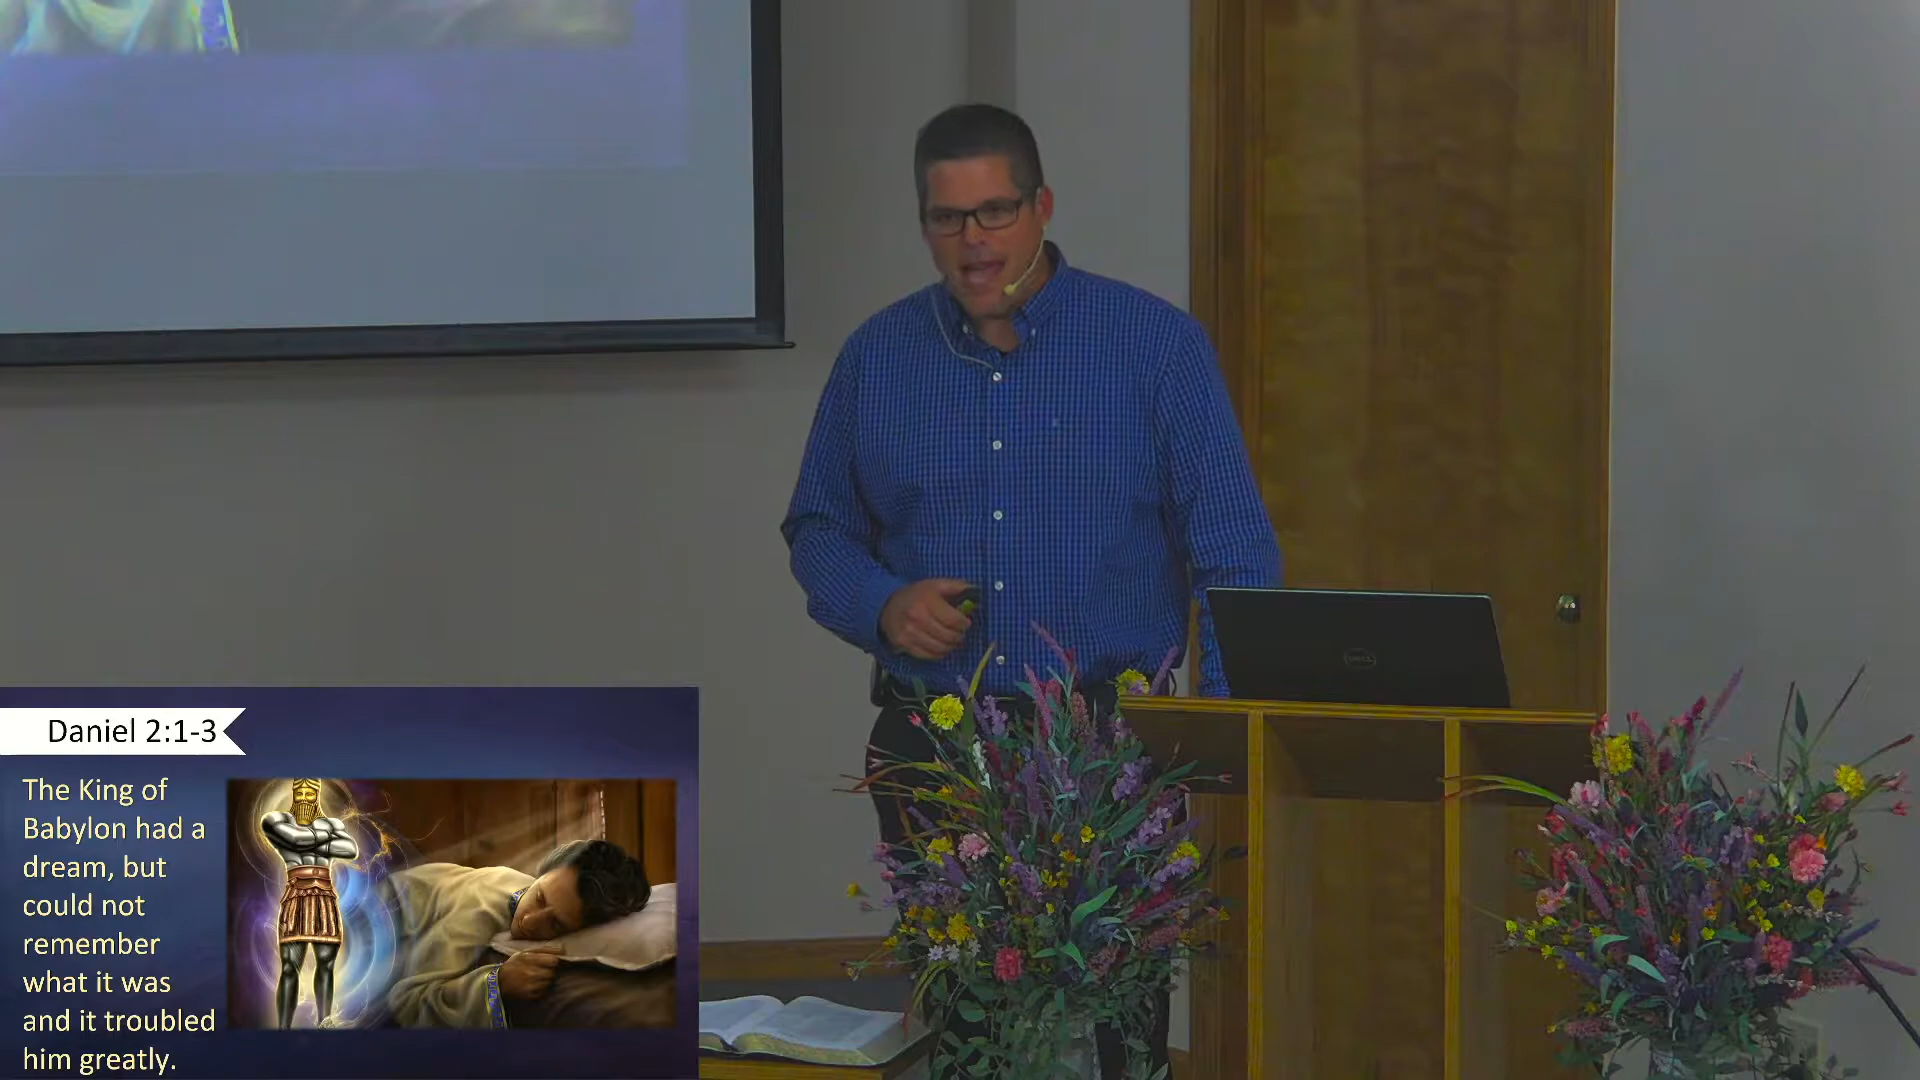 Daniel 2:1-3
The King of
Babylon had a
dream, but
could not
remember
what it was
and it troubled
him greatly.
DELL